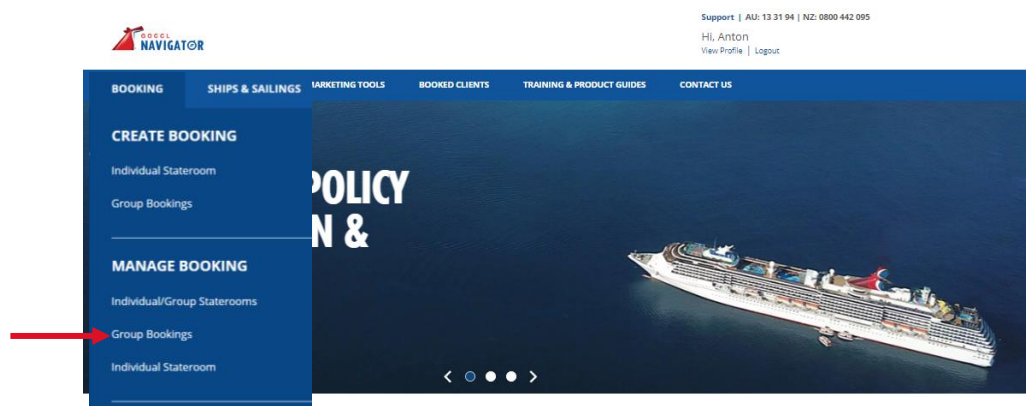 Support | AU: 13 31 94 | NZ: 0800 442 095
GOCCL
NAVIGATOR
Hi, Anton
View Profile | Logout
BOOKING SHIPS & SAILINGS MARKETING TOOLS BOOKED CLIENTS TRAINING & PRODUCT GUIDES CONTACT US
CREATE BOOKING
Individual Stateroom
Group Bookings
POLICY
N &
MANAGE BOOKING
Individual/Group Staterooms
Group Bookings
Individual Stateroom